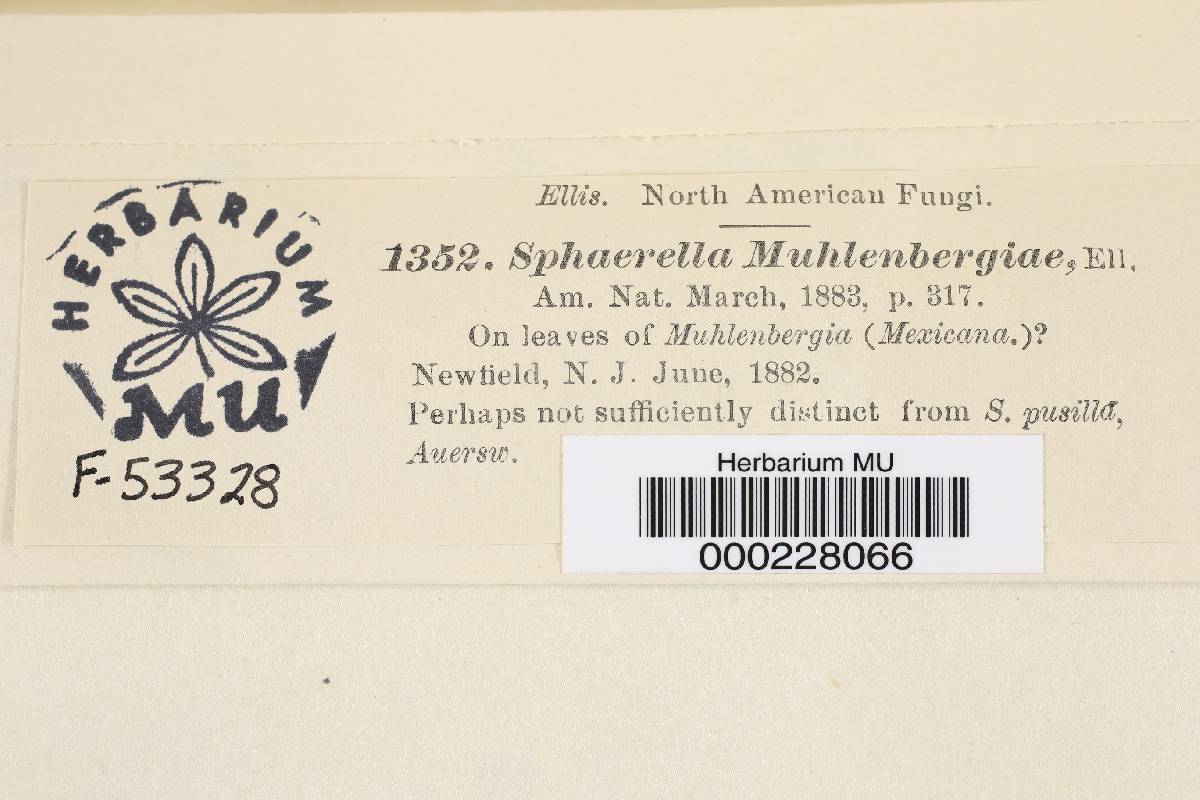 HERBARIUM
MU
F-53328
Ellis. North American Fungi.
1352. Sphaerella Muhlenbergiae, Ell.
Am. Nat. March, 1883, p. 317.
On leaves of Muhlenbergia (Mexicana.)?
Newfield, N. J. June, 1882.
Perhaps not sufficiently distinct from S. pusilla,
Auersw.
Herbarium MU
000228066